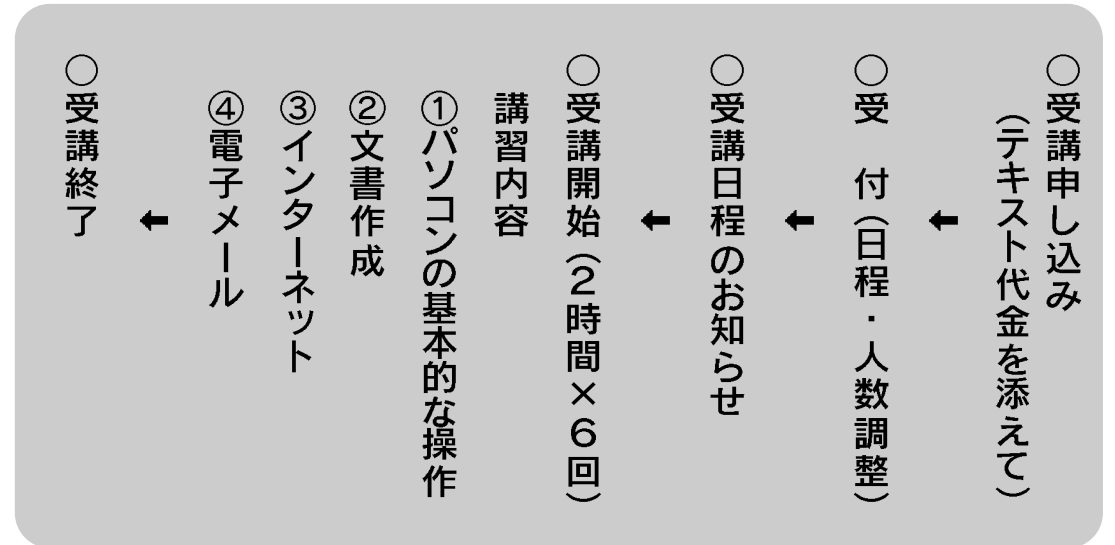 ○受講申し込み
（テキスト代金を添えて）
⬅
○受　付（日程・人数調整）
⬅
○受講日程のお知らせ
⬅
○受講開始（２時間×６回）
講習内容
①パソコンの基本的な操作
②文書作成
③インターネット
④電子メール
⬅
○受講終了